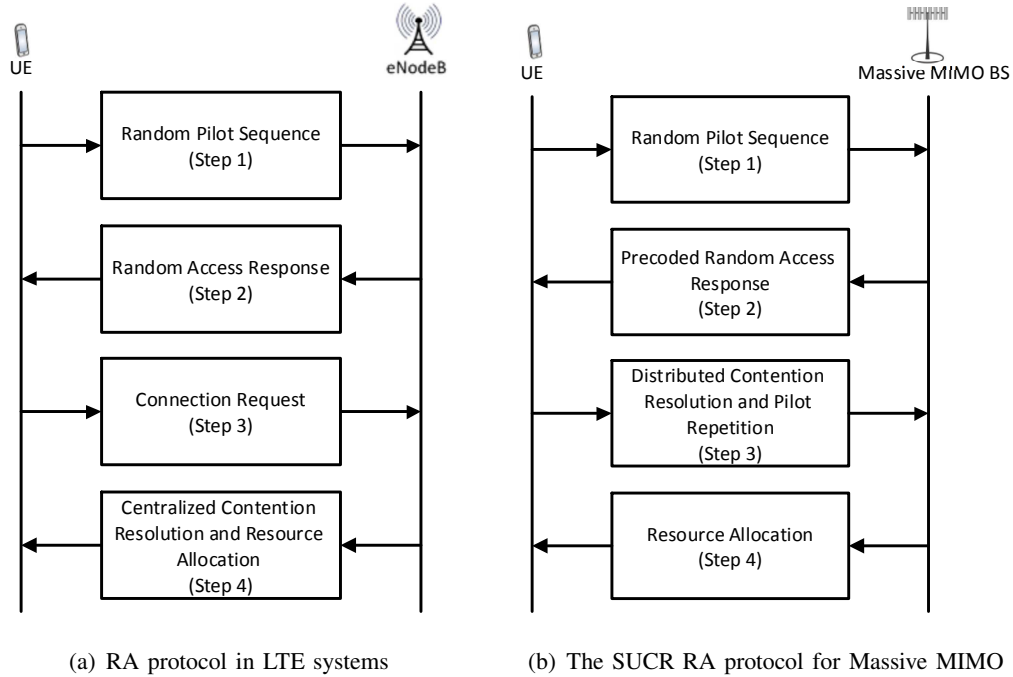 UE
eNodeB
Random Pilot Sequence
(Step 1)
Random Access Response
(Step 2)
Connection Request
(Step 3)
Centralized Contention
Resolution and Resource
Allocation
(Step 4)
(a) RA protocol in LTE systems
UE
Massive MIMO BS
Random Pilot Sequence
(Step 1)
Precoded Random Access
Response
(Step 2)
Distributed Contention
Resolution and Pilot
Repetition
(Step 3)
Resource Allocation
(Step 4)
(b) The SUCR RA protocol for Massive MIMO